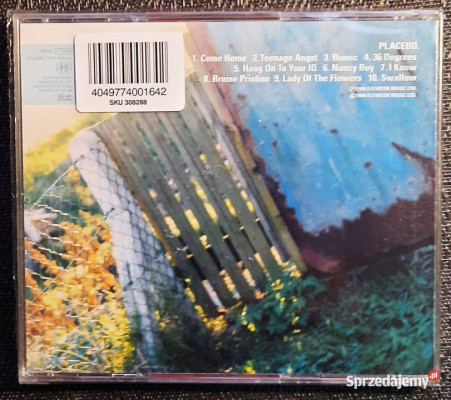 PLACEBO.
1. Come Home 2.Teenage Angst 3. Bionic 4. 36 Degrees
5. Hang On To Your IQ 6. Nancy Boy 7. I Know
8. Bruise Pristine 9. Lady Of The Flowers 10. Swallow
4049774001642
SKU 308288
Sprzedajemy.pl